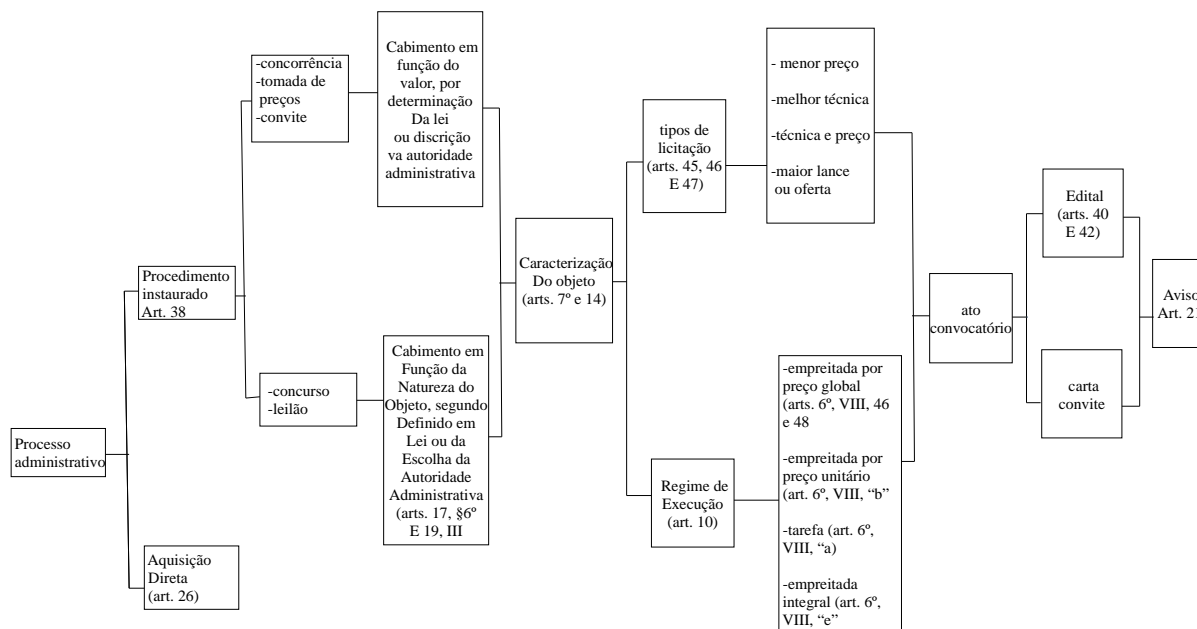 Processo
administrativo
Procedimento
instaurado
Art. 38
Aquisição
Direta
(art. 26)
-concorrência
-tomada de
preços
-convite
-concurso
-leilão
Cabimento em
função do
valor, por
determinação
Da lei
ou discrição
va autoridade
administrativa
Cabimento em
Função da
Natureza do
Objeto, segundo
Definido em
Lei ou da
Escolha da
Autoridade
Administrativa
(arts. 17, §6º
E 19, III
Caracterização
Do objeto
(arts. 7º e 14)
tipos de
licitação
(arts. 45, 46
E 47)
Regime de
Execução
(art. 10)
- menor preço
-melhor técnica
-técnica e preço
-maior lance
ou oferta
-empreitada por
preço global
(arts. 6º, VIII, 46
e 48
-empreitada por
preço unitário
(art. 6º, VIII, “b”
-tarefa (art. 6º,
VIII, “a)
-empreitada
integral (art. 6º,
VIII, “e”
ato
convocatório
Edital
(arts. 40
E 42)
carta
convite
Aviso
Art. 21